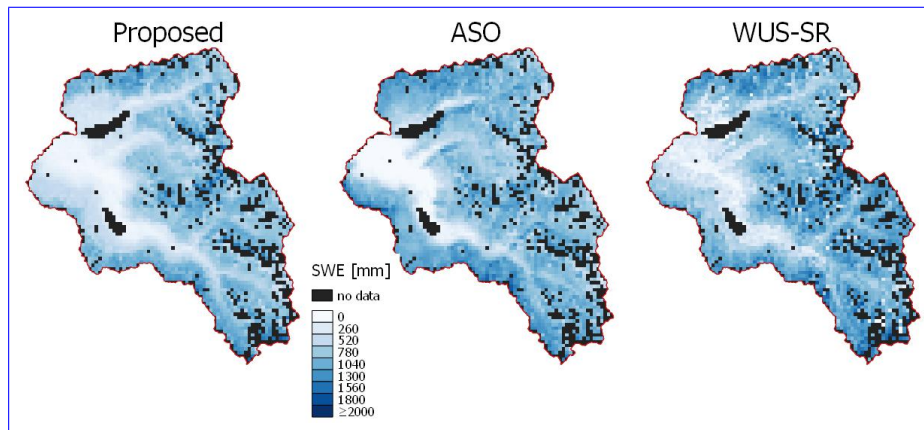 Proposed
ASO
WUS-SR
SWE [mm]
no data
0
260
520
780
1040
1300
1560
1800
≥2000